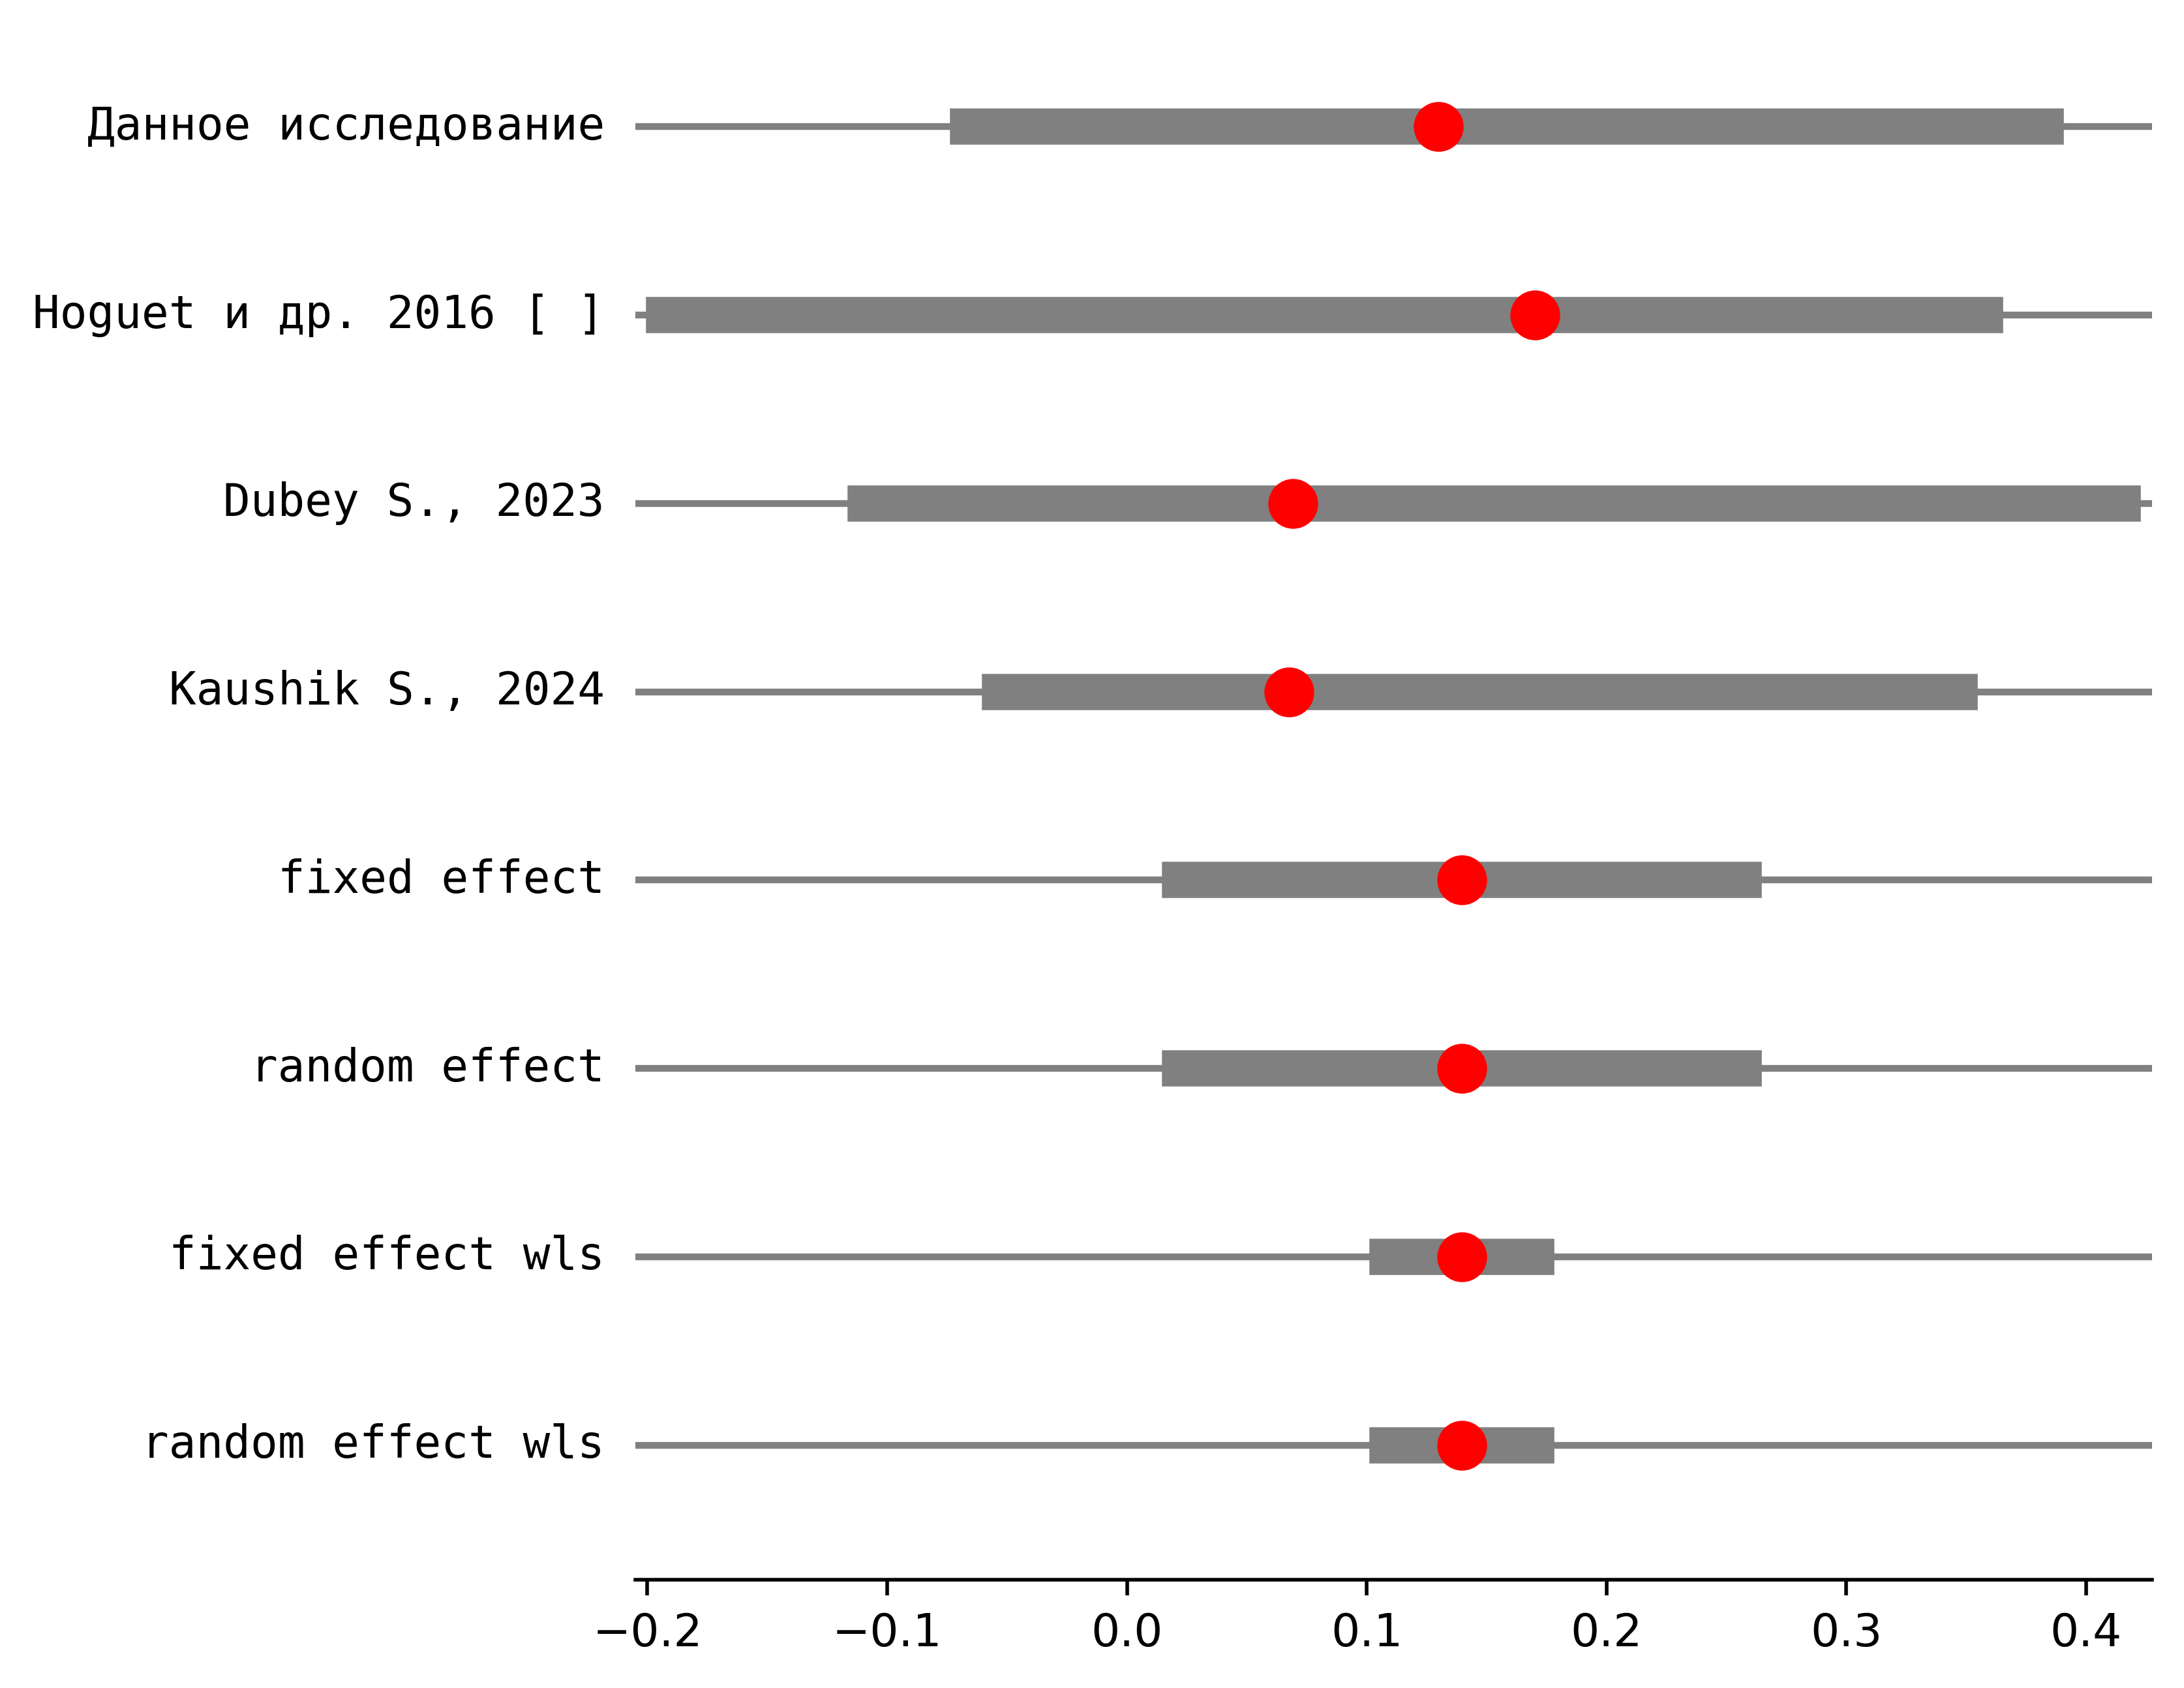 Данное исследование
Hoguet и др. 2016 [ ]
Dubey S., 2023
Kaushik S., 2024
fixed effect
random effect
fixed effect wls
random effect wls
−0.2 −0.1 0.0 0.1 0.2 0.3 0.4